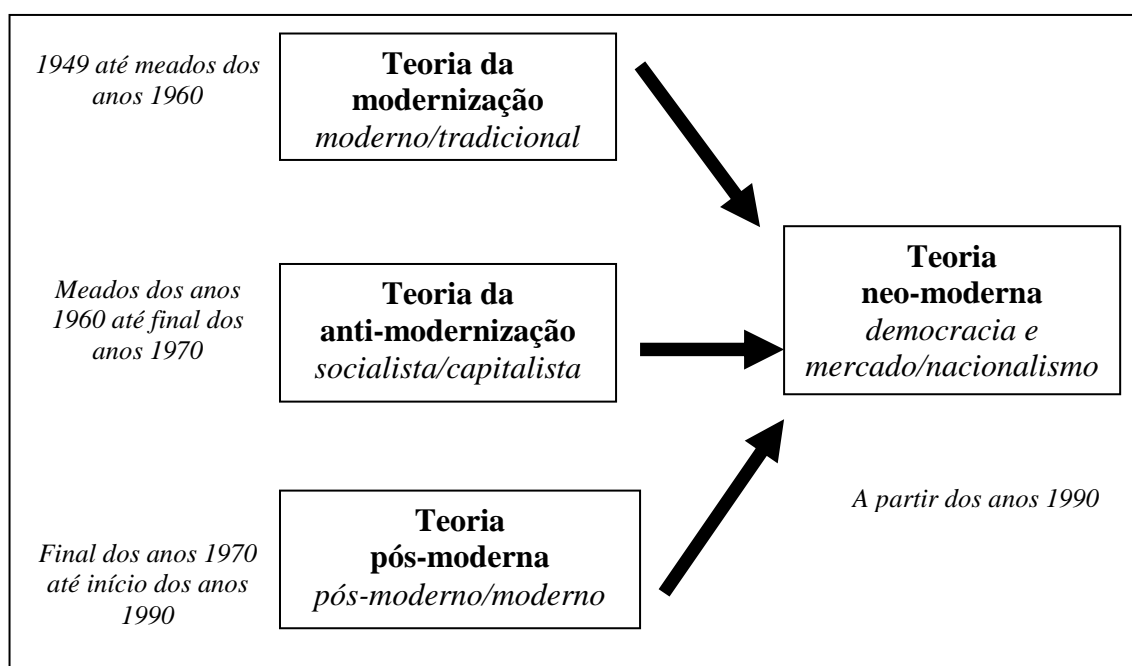 1949 até meados dos
anos 1960
Teoria da
modernização
moderno/tradicional
Meados dos anos
1960 até final dos
anos 1970
Teoria da
anti-modernização
socialista/capitalista
Final dos anos 1970
até início dos anos
1990
Teoria
pós-moderna
pós-moderno/moderno
Teoria
neo-moderna
democracia e
mercado/nacionalismo
A partir dos anos 1990